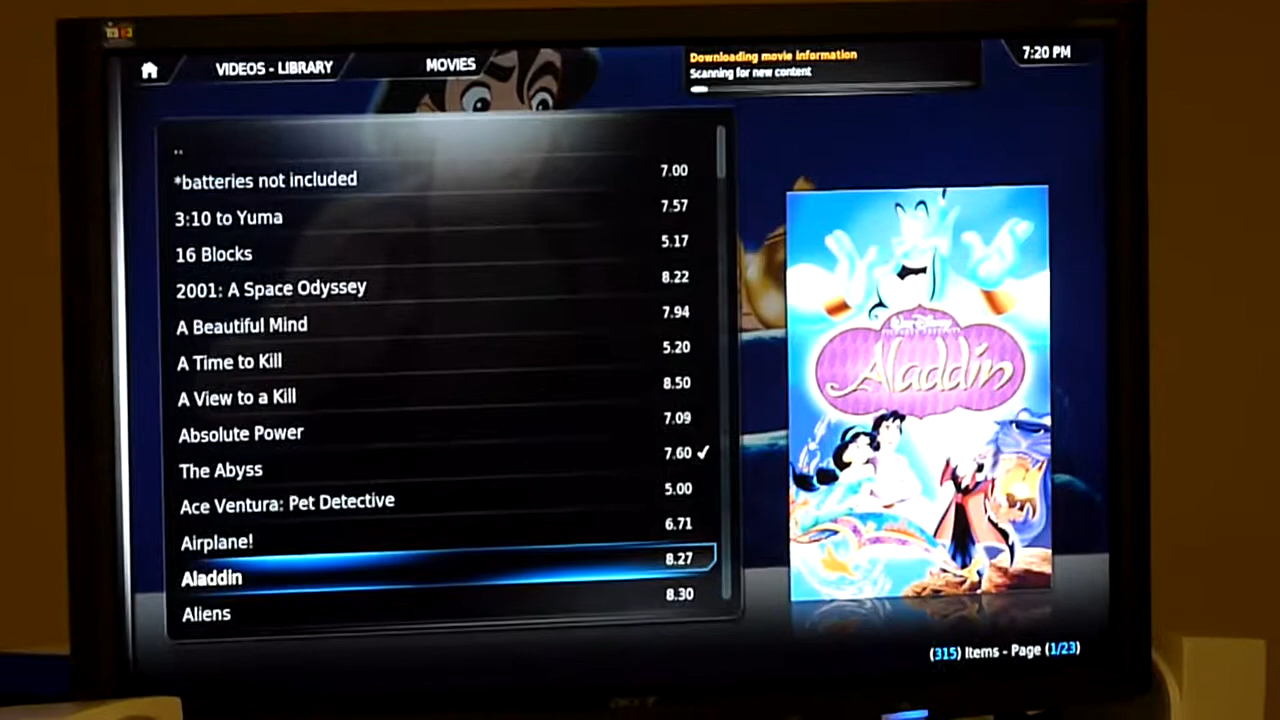 VIDEOS - LIBRARY
MOVIES
Downloading movie information
Scanning for new content
7:20 PM
..
*batteries not included 7.00
3:10 to Yuma 7.57
16 Blocks 5.17
2001: A Space Odyssey 8.22
A Beautiful Mind 7.94
A Time to Kill 5.20
A View to a Kill 8.50
Absolute Power 7.09
The Abyss 7.60 ✓
Ace Ventura: Pet Detective 5.00
Airplane! 6.71
Aladdin 8.27
Aliens 8.30
Walt Disney
Aladdin
(315) Items - Page (1/23)
acer